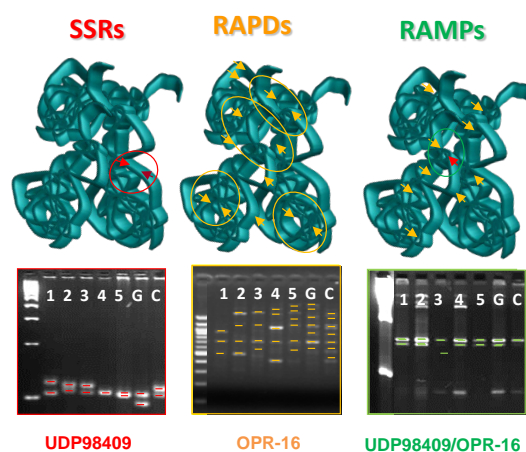 SSRs RAPDs RAMPs
1 2 3 4 5 G C
1 2 3 4 5 G C
1 2 3 4 5 G C
UDP98409 OPR-16 UDP98409/OPR-16